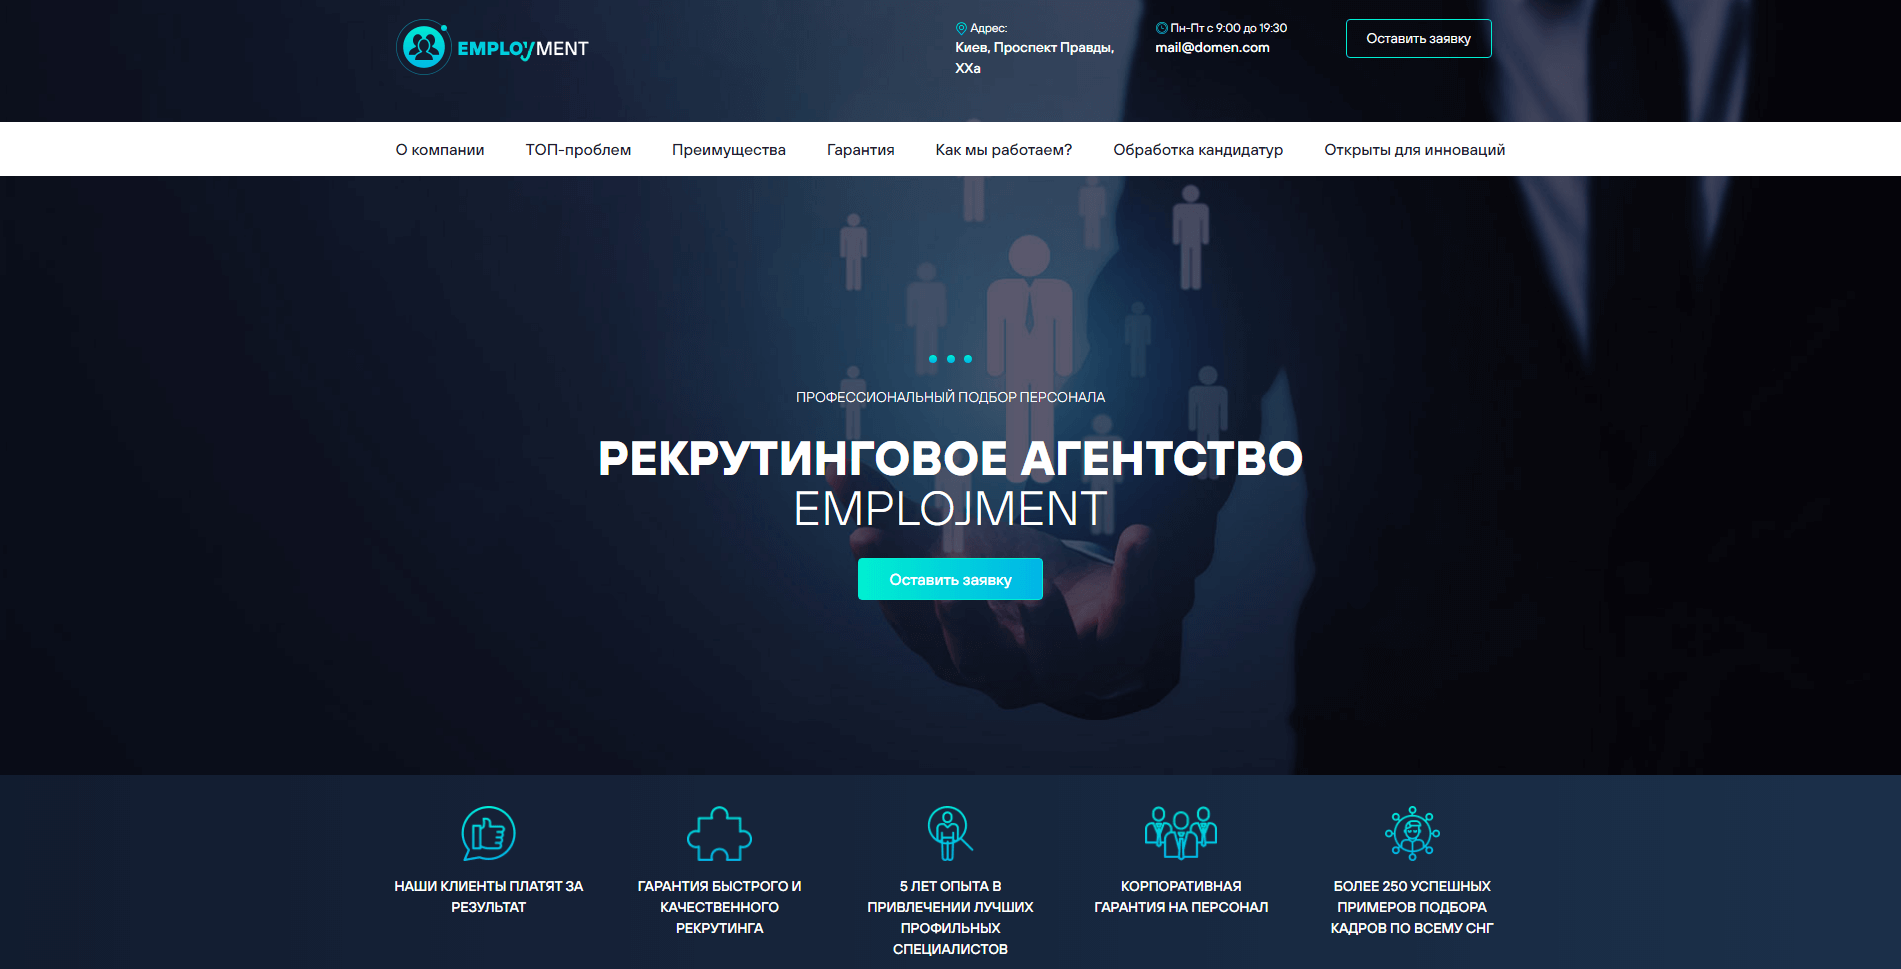 EMPLOYMENT
Адрес:
Киев, Проспект Правды,
XXа
Пн-Пт с 9:00 до 19:30
mail@domen.com
Оставить заявку
О компании
ТОП-проблем
Преимущества
Гарантия
Как мы работаем?
Обработка кандидатур
Открыты для инноваций
ПРОФЕССИОНАЛЬНЫЙ ПОДБОР ПЕРСОНАЛА
РЕКРУТИНГОВОЕ АГЕНТСТВО
EMPLOJMENT
Оставить заявку
НАШИ КЛИЕНТЫ ПЛАТЯТ ЗА
РЕЗУЛЬТАТ
ГАРАНТИЯ БЫСТРОГО И
КАЧЕСТВЕННОГО
РЕКРУТИНГА
5 ЛЕТ ОПЫТА В
ПРИВЛЕЧЕНИИ ЛУЧШИХ
ПРОФИЛЬНЫХ
СПЕЦИАЛИСТОВ
КОРПОРАТИВНАЯ
ГАРАНТИЯ НА ПЕРСОНАЛ
БОЛЕЕ 250 УСПЕШНЫХ
ПРИМЕРОВ ПОДБОРА
КАДРОВ ПО ВСЕМУ СНГ